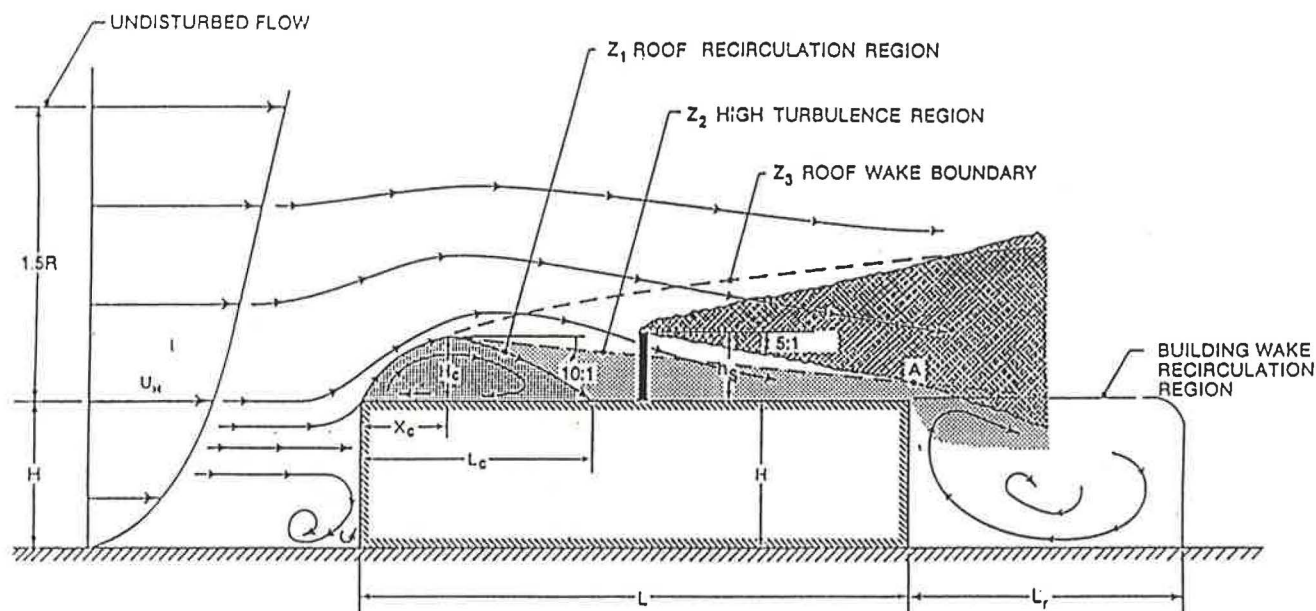 UNDISTURBED FLOW
Z1 ROOF RECIRCULATION REGION
Z2 HIGH TURBULENCE REGION
Z3 ROOF WAKE BOUNDARY
1.5R
UH
Hc
10:1
5:1
A
BUILDING WAKE
RECIRCULATION
REGION
Xc
Lc
H
H
L
Lr